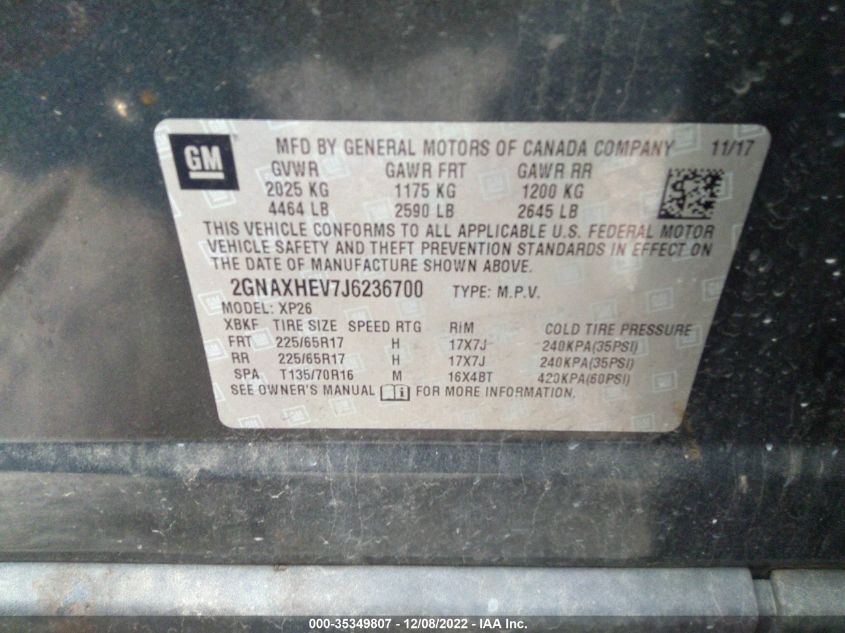 GM MFD BY GENERAL MOTORS OF CANADA COMPANY 11/17
GVWR GAWR FRT GAWR RR
2025 KG 1175 KG 1200 KG
4464 LB 2590 LB 2645 LB
THIS VEHICLE CONFORMS TO ALL APPLICABLE U.S. FEDERAL MOTOR
VEHICLE SAFETY AND THEFT PREVENTION STANDARDS IN EFFECT ON
THE DATE OF MANUFACTURE SHOWN ABOVE.
2GNAXHEV7J6236700 TYPE: M.P.V.
MODEL: XP26
XBKF TIRE SIZE SPEED RTG RIM COLD TIRE PRESSURE
FRT 225/65R17 H 17X7J 240KPA(35PSI)
RR 225/65R17 H 17X7J 240KPA(35PSI)
SPA T135/70R16 M 16X4BT 420KPA(60PSI)
SEE OWNER'S MANUAL i FOR MORE INFORMATION.
000-35349807 - 12/08/2022 - IAA Inc.